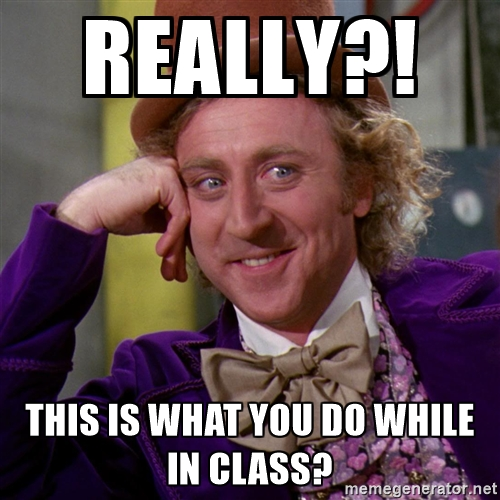 REALLY?!
THIS IS WHAT YOU DO WHILE
IN CLASS?
memegenerator.net